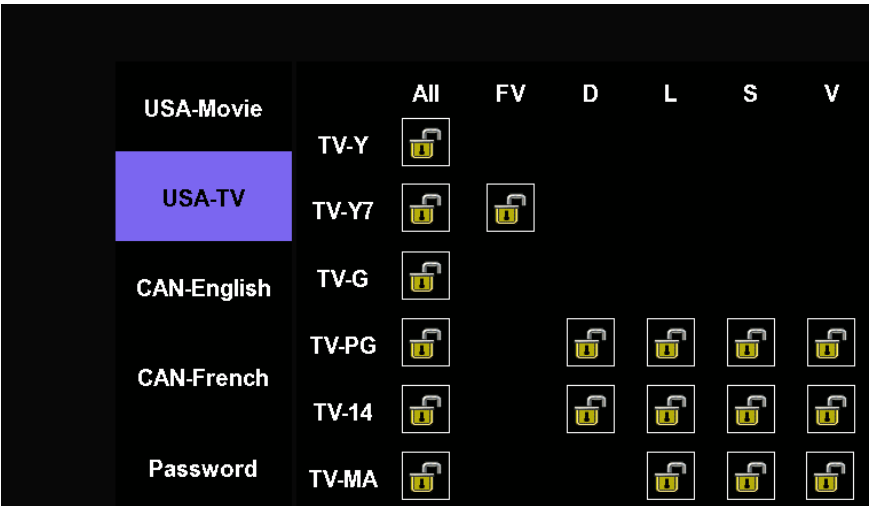 USA-Movie
USA-TV
CAN-English
CAN-French
Password
All FV D L S V
TV-Y
TV-Y7
TV-G
TV-PG
TV-14
TV-MA